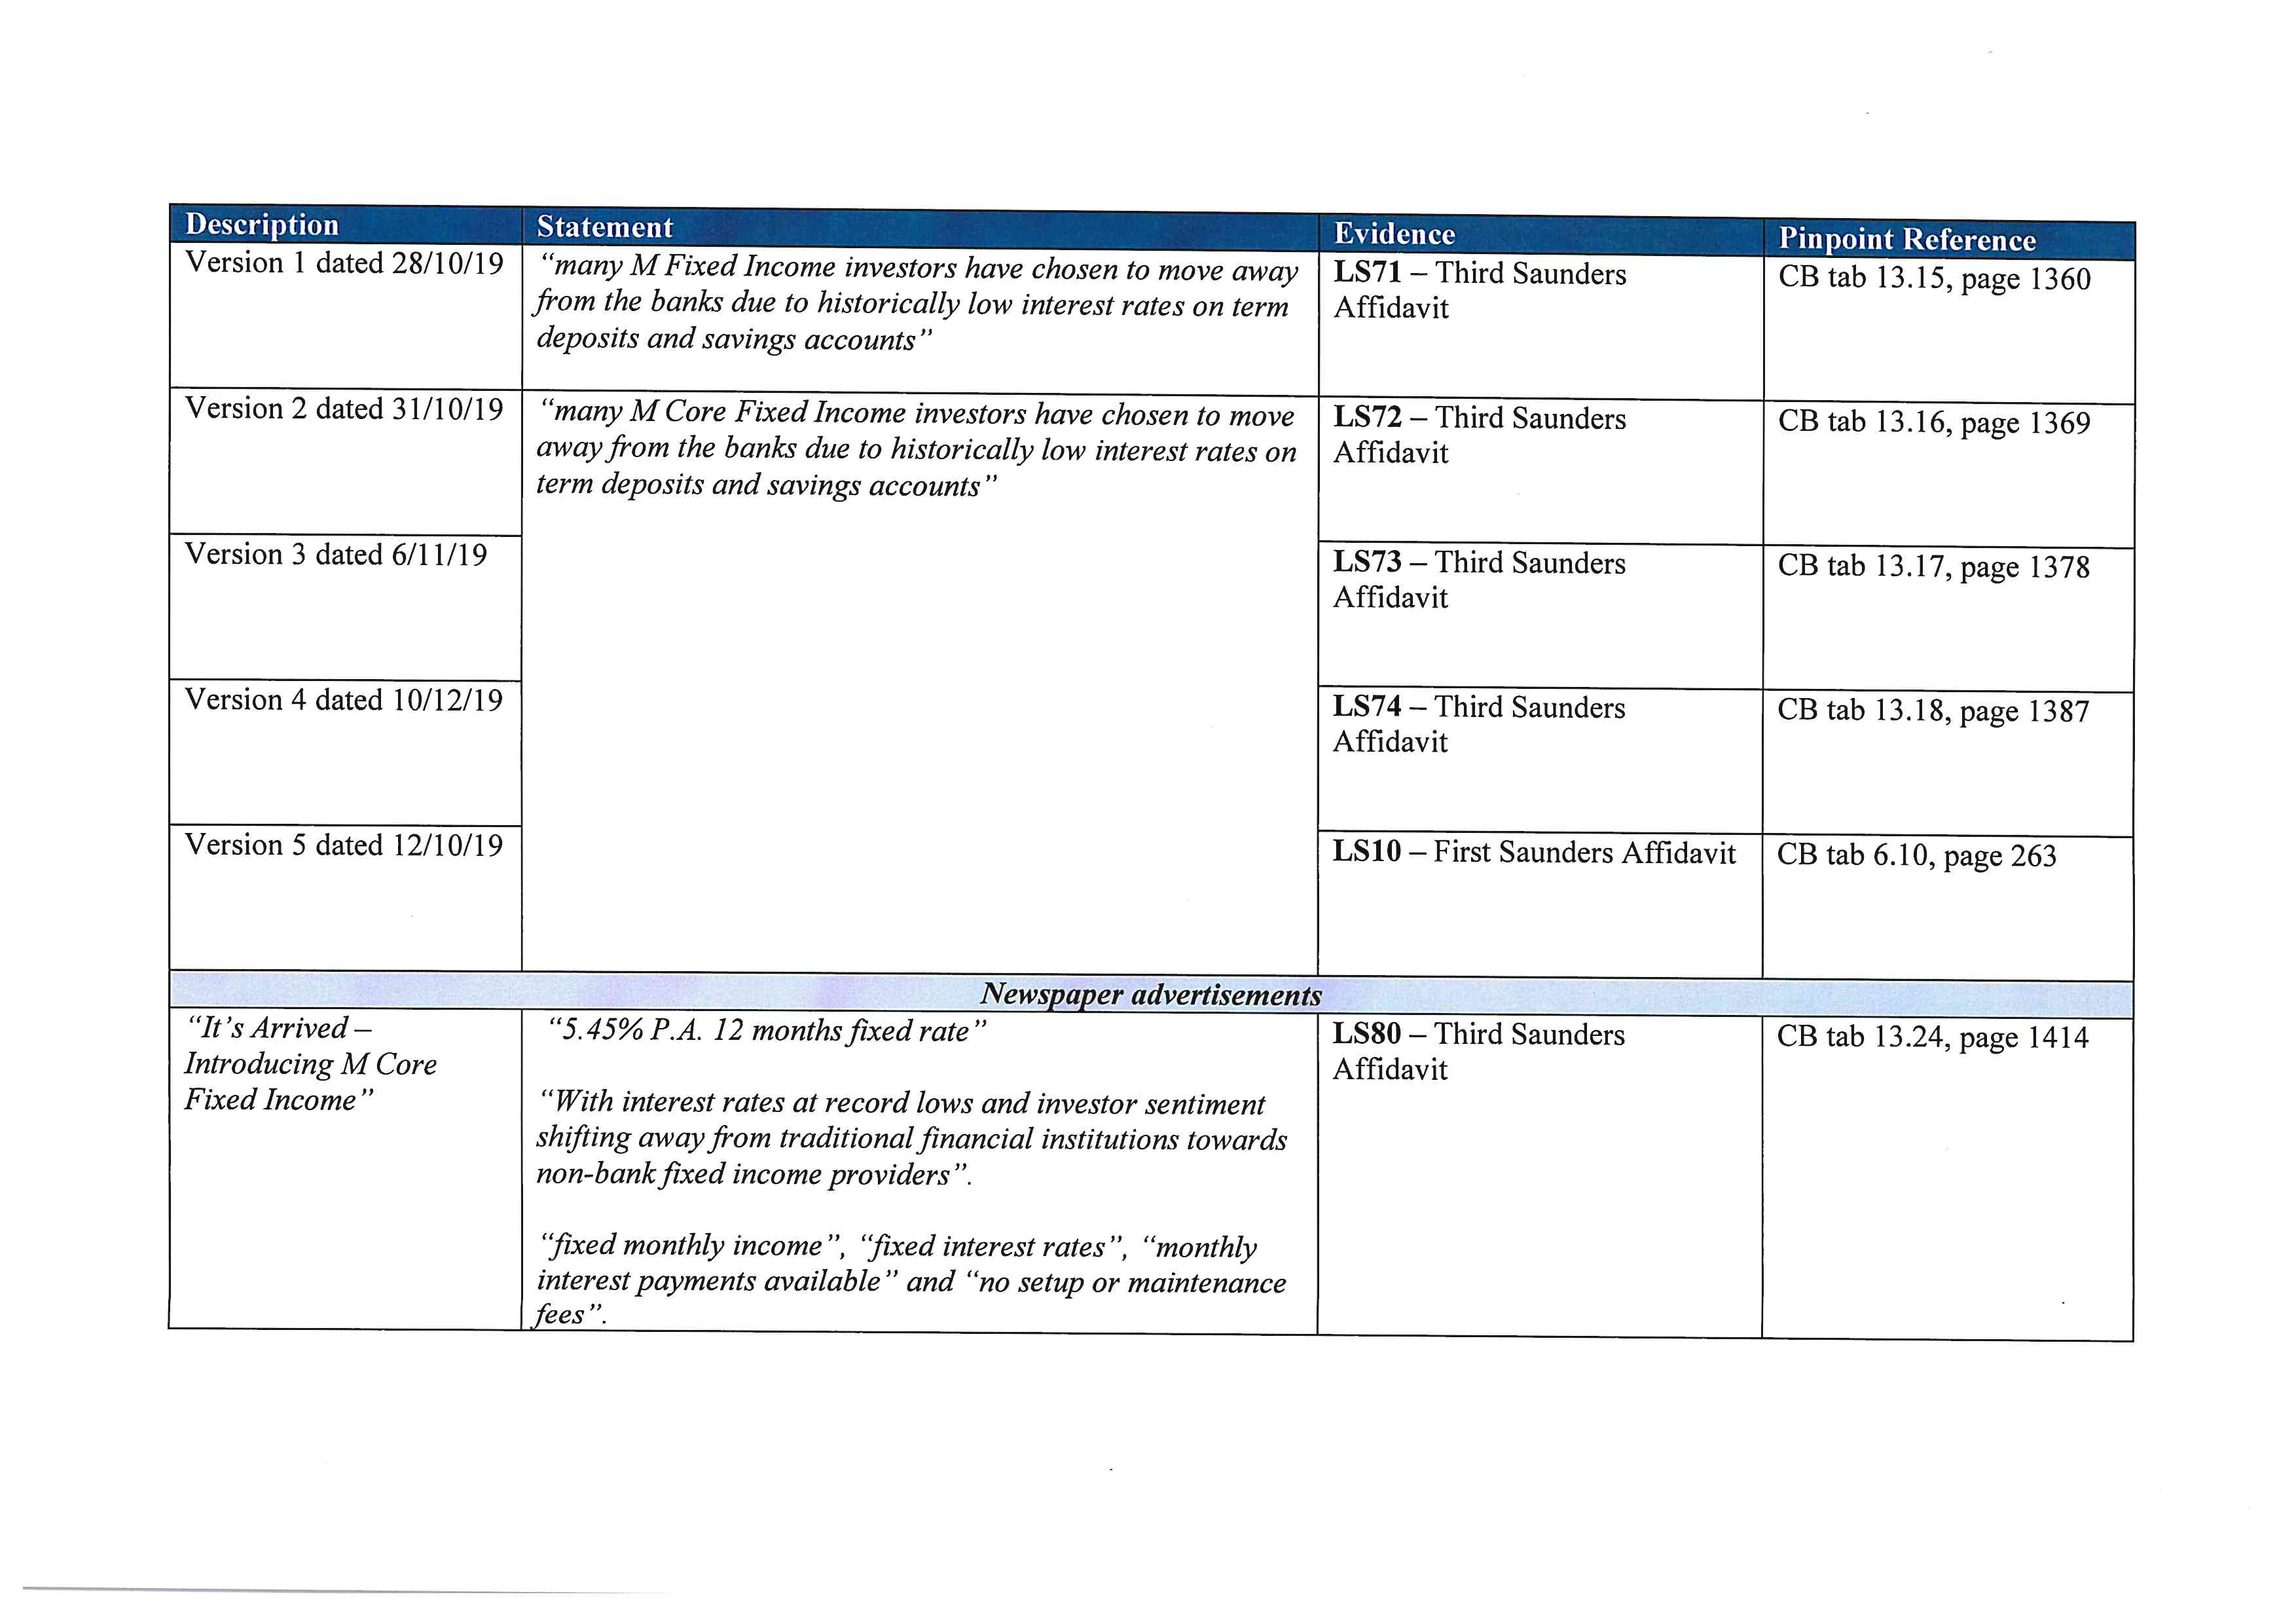 Description Statement Evidence Pinpoint Reference
Version 1 dated 28/10/19
“many M Fixed Income investors have chosen to move away
from the banks due to historically low interest rates on term
deposits and savings accounts”
LS71 – Third Saunders
Affidavit
CB tab 13.15, page 1360
Version 2 dated 31/10/19
“many M Core Fixed Income investors have chosen to move
away from the banks due to historically low interest rates on
term deposits and savings accounts”
LS72 – Third Saunders
Affidavit
CB tab 13.16, page 1369
Version 3 dated 6/11/19
LS73 – Third Saunders
Affidavit
CB tab 13.17, page 1378
Version 4 dated 10/12/19
LS74 – Third Saunders
Affidavit
CB tab 13.18, page 1387
Version 5 dated 12/10/19
LS10 – First Saunders Affidavit
CB tab 6.10, page 263
Newspaper advertisements
“It’s Arrived –
Introducing M Core
Fixed Income”
“5.45% P.A. 12 months fixed rate”
“With interest rates at record lows and investor sentiment
shifting away from traditional financial institutions towards
non-bank fixed income providers”.
“fixed monthly income”, “fixed interest rates”, “monthly
interest payments available” and “no setup or maintenance
fees”.
LS80 – Third Saunders
Affidavit
CB tab 13.24, page 1414